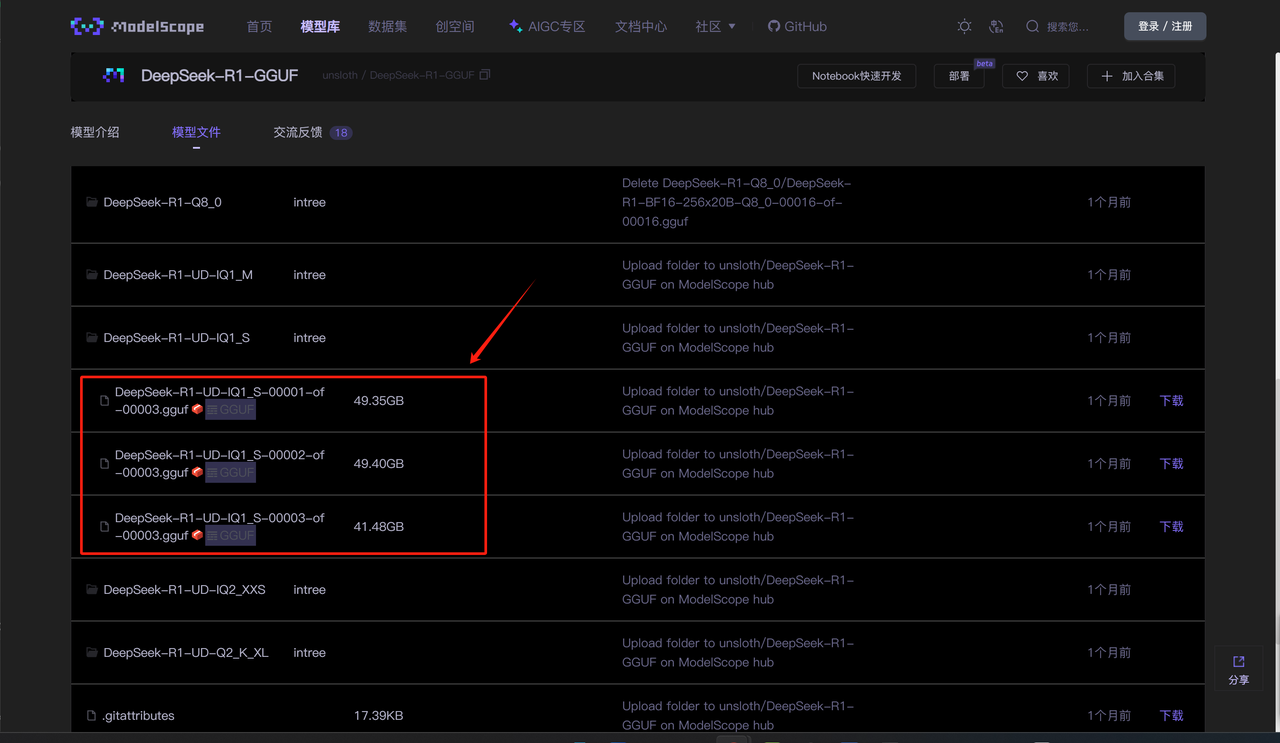 ModelScope 首页 模型库 数据集 创空间 AIGC专区 文档中心 社区 GitHub 搜索您... 登录 / 注册
DeepSeek-R1-GGUF unsloth / DeepSeek-R1-GGUF Notebook快速开发 部署 beta 喜欢 加入合集
模型介绍 模型文件 交流反馈 18
Delete DeepSeek-R1-Q8_0/DeepSeek-
DeepSeek-R1-Q8_0 intree R1-BF16-256x20B-Q8_0-00016-of- 1个月前
00016.gguf
Upload folder to unsloth/DeepSeek-R1-
DeepSeek-R1-UD-IQ1_M intree 1个月前
GGUF on ModelScope hub
Upload folder to unsloth/DeepSeek-R1-
DeepSeek-R1-UD-IQ1_S intree 1个月前
GGUF on ModelScope hub
DeepSeek-R1-UD-IQ1_S-00001-of Upload folder to unsloth/DeepSeek-R1-
49.35GB 1个月前 下载
-00003.gguf GGUF GGUF on ModelScope hub
DeepSeek-R1-UD-IQ1_S-00002-of Upload folder to unsloth/DeepSeek-R1-
49.40GB 1个月前 下载
-00003.gguf GGUF GGUF on ModelScope hub
DeepSeek-R1-UD-IQ1_S-00003-of Upload folder to unsloth/DeepSeek-R1-
41.48GB 1个月前 下载
-00003.gguf GGUF GGUF on ModelScope hub
Upload folder to unsloth/DeepSeek-R1-
DeepSeek-R1-UD-IQ2_XXS intree 1个月前
GGUF on ModelScope hub
Upload folder to unsloth/DeepSeek-R1-
DeepSeek-R1-UD-Q2_K_XL intree 1个月前
GGUF on ModelScope hub
分享
Upload folder to unsloth/DeepSeek-R1-
.gitattributes 17.39KB 1个月前 下载
GGUF on ModelScope hub